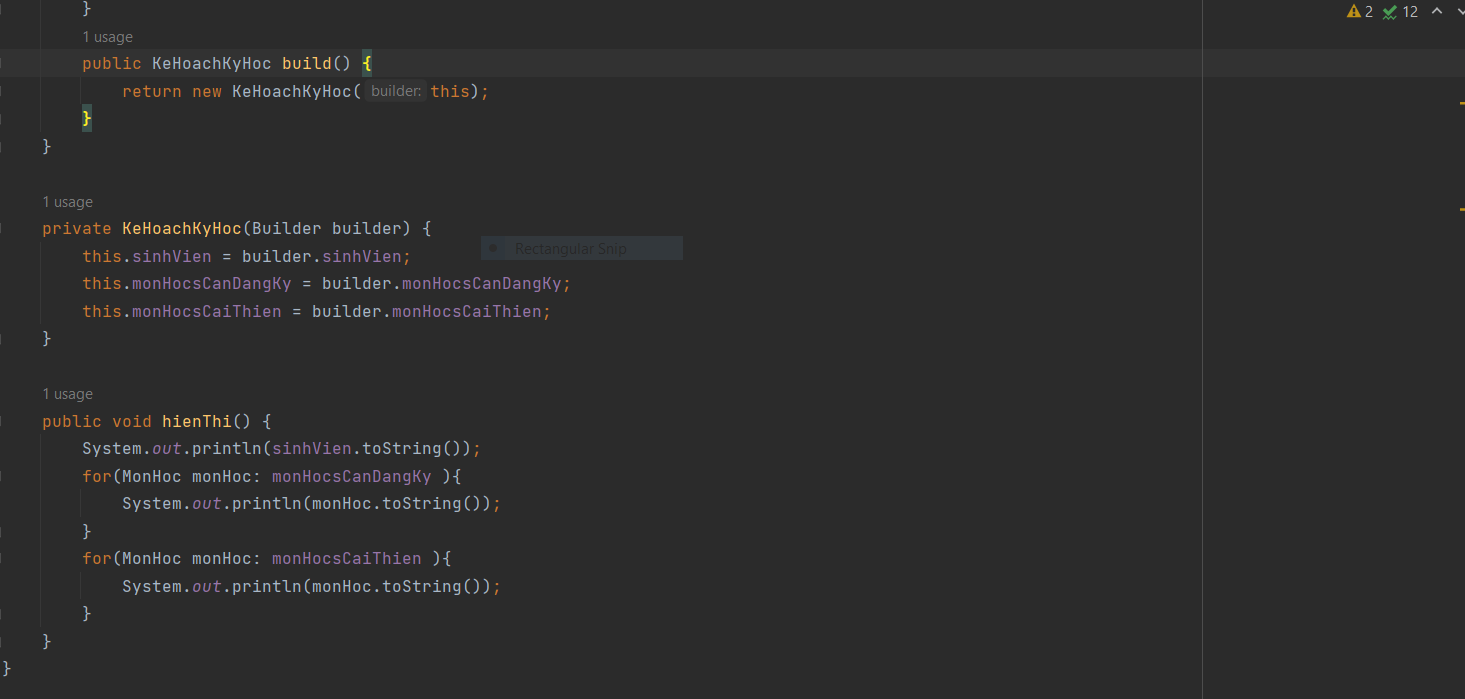 2 12
}
1 usage
public KeHoachKyHoc build() {
return new KeHoachKyHoc( builder: this);
}
}
1 usage
private KeHoachKyHoc(Builder builder) {
this.sinhVien = builder.sinhVien;
Rectangular Snip
this.monHocsCanDangKy = builder.monHocsCanDangKy;
this.monHocsCaiThien = builder.monHocsCaiThien;
}
1 usage
public void hienThi() {
System.out.println(sinhVien.toString());
for(MonHoc monHoc: monHocsCanDangKy ){
System.out.println(monHoc.toString());
}
for(MonHoc monHoc: monHocsCaiThien ){
System.out.println(monHoc.toString());
}
}
}